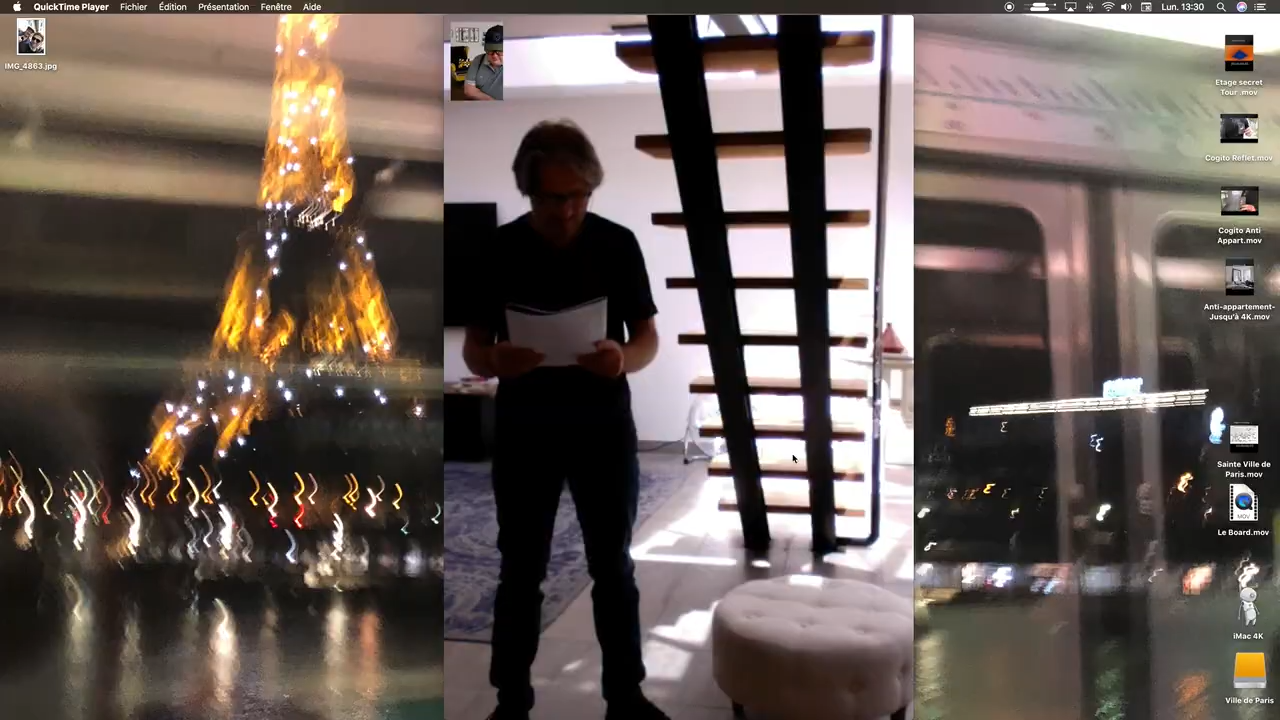 QuickTime Player Fichier Édition Présentation Fenêtre Aide Lun. 13:30
IMG_4863.jpg
Etage secret
Tour .mov
Cogito Reflet.mov
Cogito Anti
Appart.mov
Anti-appartement-
Jusqu'à 4K.mov
Sainte Ville de
Paris.mov
MOV
Le Board.mov
iMac 4K
Ville de Paris